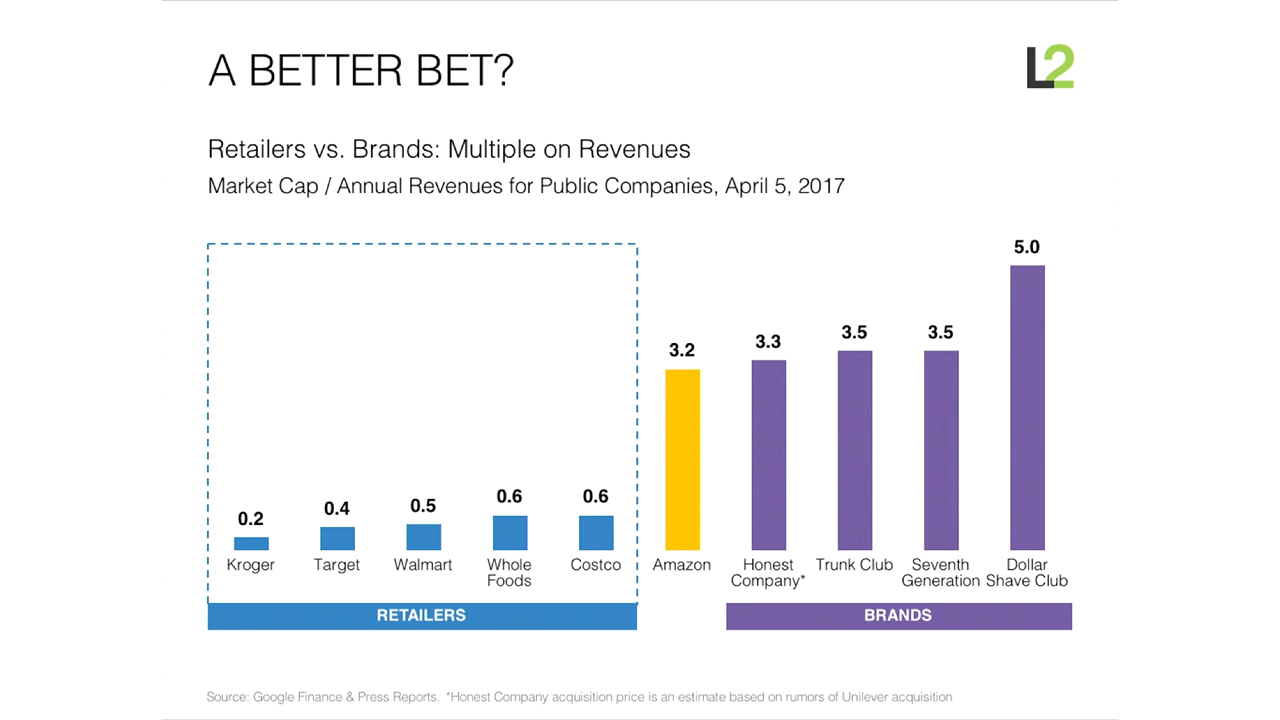 A BETTER BET?
L2
Retailers vs. Brands: Multiple on Revenues
Market Cap / Annual Revenues for Public Companies, April 5, 2017
0.2
0.4
0.5
0.6
0.6
3.2
3.3
3.5
3.5
5.0
Kroger
Target
Walmart
Whole
Foods
Costco
Amazon
Honest
Company*
Trunk Club
Seventh
Generation
Dollar
Shave Club
RETAILERS
BRANDS
Source: Google Finance & Press Reports. *Honest Company acquisition price is an estimate based on rumors of Unilever acquisition